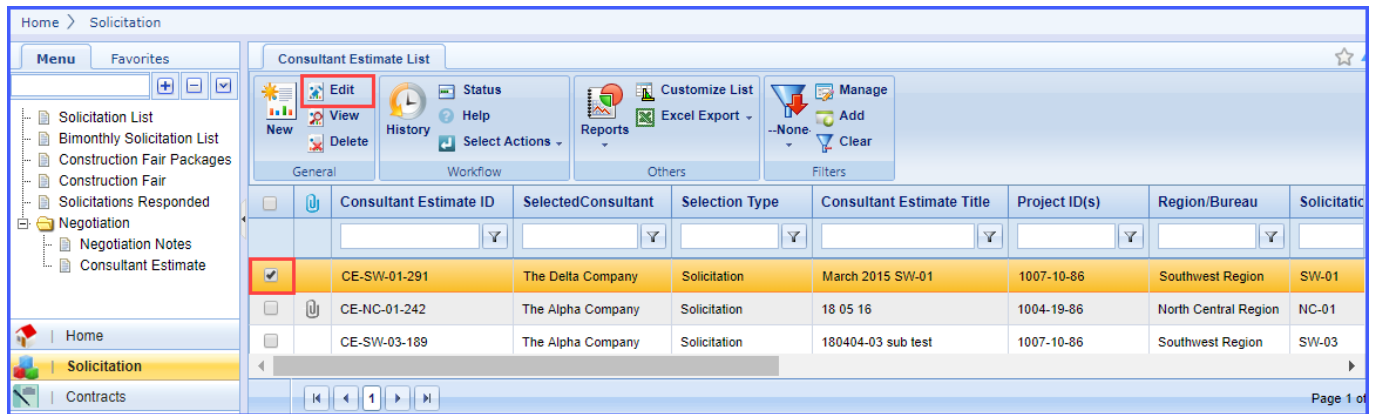 Home > Solicitation
Menu Favorites
Solicitation List
Bimonthly Solicitation List
Construction Fair Packages
Construction Fair
Solicitations Responded
Negotiation
Negotiation Notes
Consultant Estimate
Home
Solicitation
Contracts
Consultant Estimate List
New
Edit
View
Delete
General
History
Status
Help
Select Actions
Workflow
Reports
Customize List
Excel Export
Others
--None-
Manage
Add
Clear
Filters
Consultant Estimate ID SelectedConsultant Selection Type Consultant Estimate Title Project ID(s) Region/Bureau Solicitatic
CE-SW-01-291 The Delta Company Solicitation March 2015 SW-01 1007-10-86 Southwest Region SW-01
CE-NC-01-242 The Alpha Company Solicitation 18 05 16 1004-19-86 North Central Region NC-01
CE-SW-03-189 The Alpha Company Solicitation 180404-03 sub test 1007-10-86 Southwest Region SW-03
1
Page 1 of